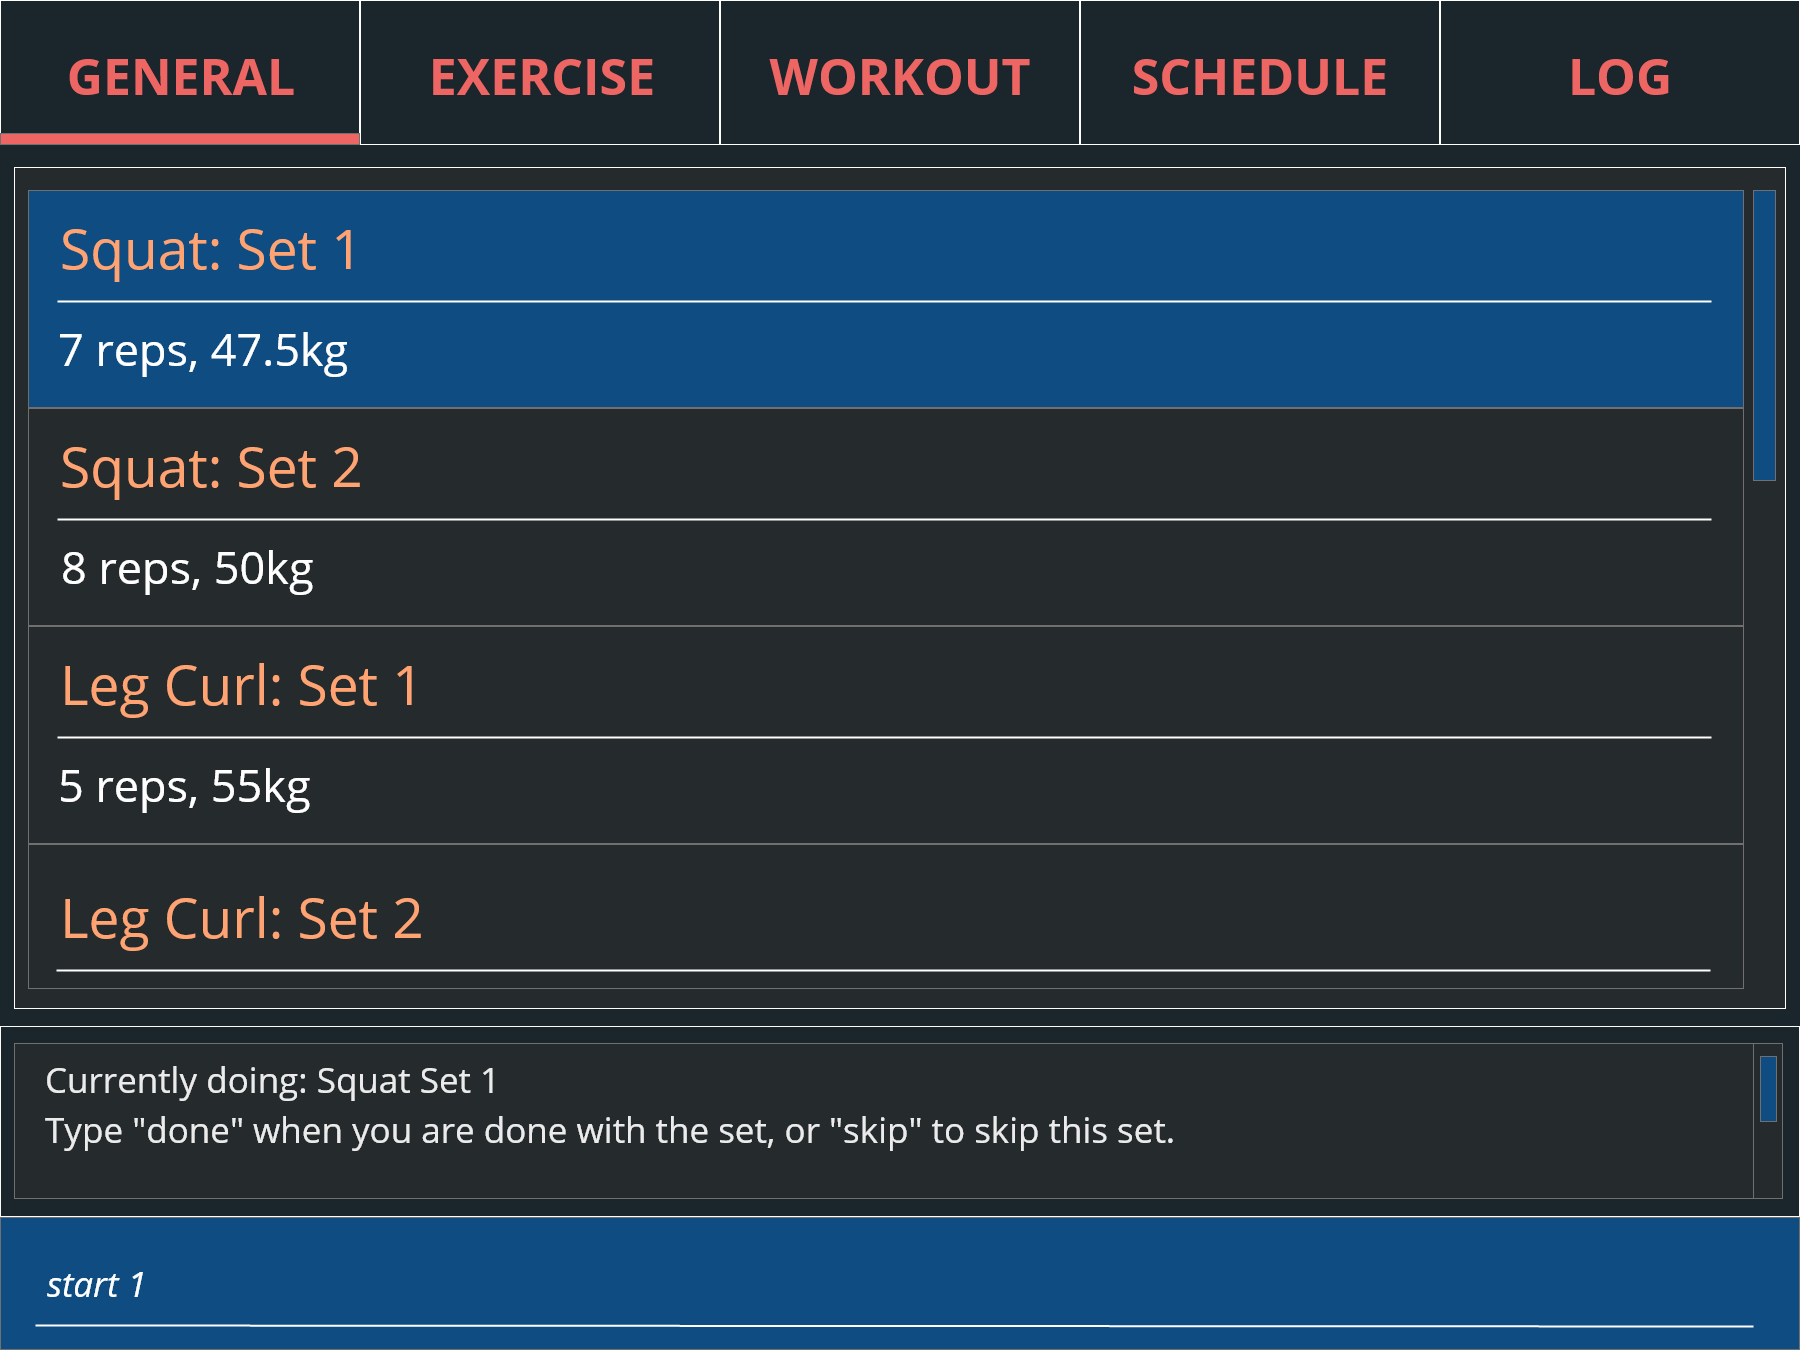 GENERAL EXERCISE WORKOUT SCHEDULE LOG
Squat: Set 1
7 reps, 47.5kg
Squat: Set 2
8 reps, 50kg
Leg Curl: Set 1
5 reps, 55kg
Leg Curl: Set 2
Currently doing: Squat Set 1
Type "done" when you are done with the set, or "skip" to skip this set.
start 1